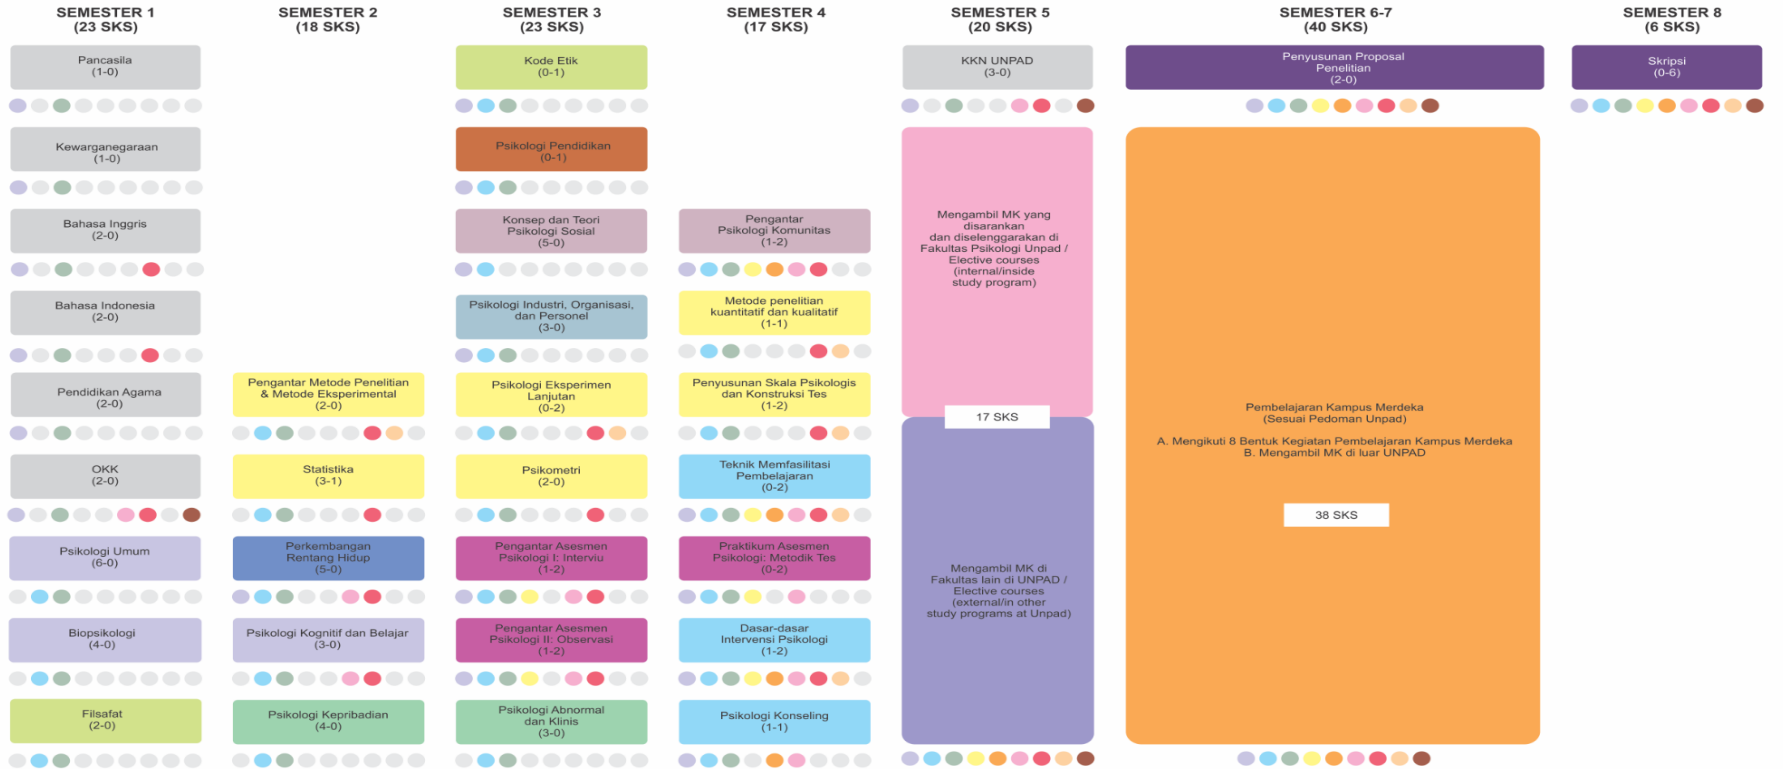 SEMESTER 1
(23 SKS)
Pancasila
(1-0)
Kewarganegaraan
(1-0)
Bahasa Inggris
(2-0)
Bahasa Indonesia
(2-0)
Pendidikan Agama
(2-0)
OKK
(2-0)
Psikologi Umum
(6-0)
Biopsikologi
(4-0)
Filsafat
(2-0)
SEMESTER 2
(18 SKS)
Pengantar Metode Penelitian
& Metode Eksperimental
(2-0)
Statistika
(3-1)
Perkembangan
Rentang Hidup
(5-0)
Psikologi Kognitif dan Belajar
(3-0)
Psikologi Kepribadian
(4-0)
SEMESTER 3
(23 SKS)
Kode Etik
(0-1)
Psikologi Pendidikan
(0-1)
Konsep dan Teori
Psikologi Sosial
(5-0)
Psikologi Industri, Organisasi,
dan Personel
(3-0)
Psikologi Eksperimen
Lanjutan
(0-2)
Psikometri
(2-0)
Pengantar Asesmen
Psikologi I: Interviu
(1-2)
Pengantar Asesmen
Psikologi II: Observasi
(1-2)
Psikologi Abnormal
dan Klinis
(3-0)
SEMESTER 4
(17 SKS)
Pengantar
Psikologi Komunitas
(1-2)
Metode penelitian
kuantitatif dan kualitatif
(1-1)
Penyusunan Skala Psikologis
dan Konstruksi Tes
(1-2)
Teknik Memfasilitasi
Pembelajaran
(0-2)
Praktikum Asesmen
Psikologi: Metodik Tes
(0-2)
Dasar-dasar
Intervensi Psikologi
(1-2)
Psikologi Konseling
(1-1)
SEMESTER 5
(20 SKS)
KKN UNPAD
(3-0)
Mengambil MK yang
disarankan
dan diselenggarakan di
Fakultas Psikologi Unpad /
Elective courses
(internal/inside
study program)
17 SKS
Mengambil MK di
Fakultas lain di UNPAD /
Elective courses
(external/in other
study programs at Unpad)
SEMESTER 6-7
(40 SKS)
Penyusunan Proposal
Penelitian
(2-0)
Pembelajaran Kampus Merdeka
(Sesuai Pedoman Unpad)
A. Mengikuti 8 Bentuk Kegiatan Pembelajaran Kampus Merdeka
B. Mengambil MK di luar UNPAD
38 SKS
SEMESTER 8
(6 SKS)
Skripsi
(0-6)